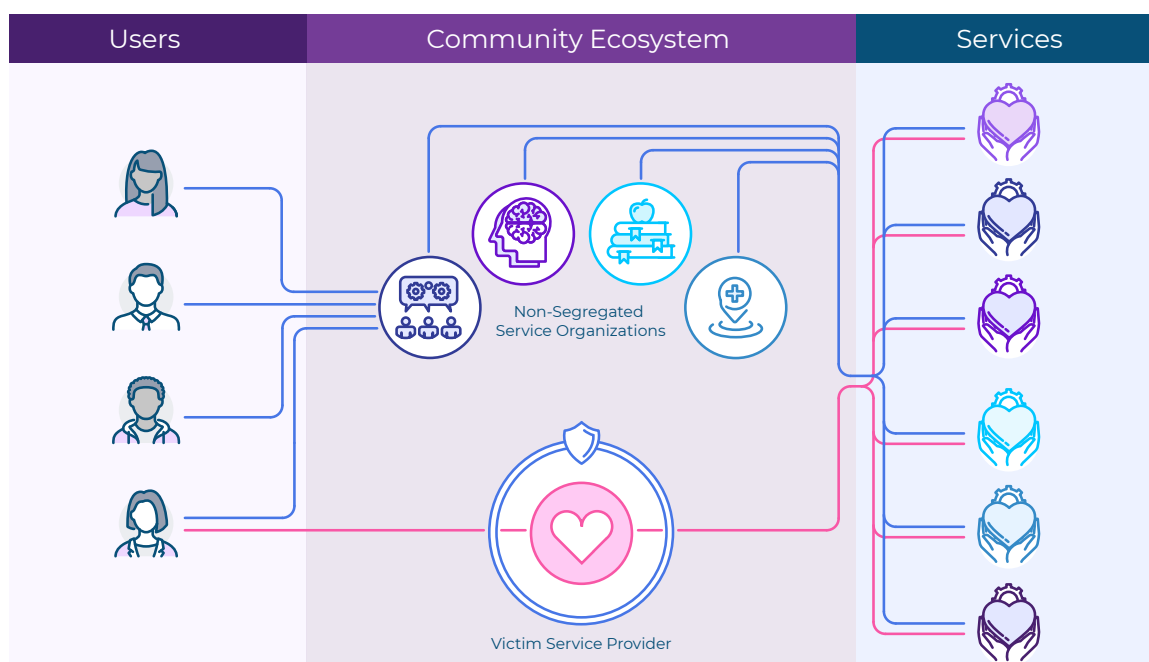 Users
Community Ecosystem
Services
Non-Segregated
Service Organizations
Victim Service Provider